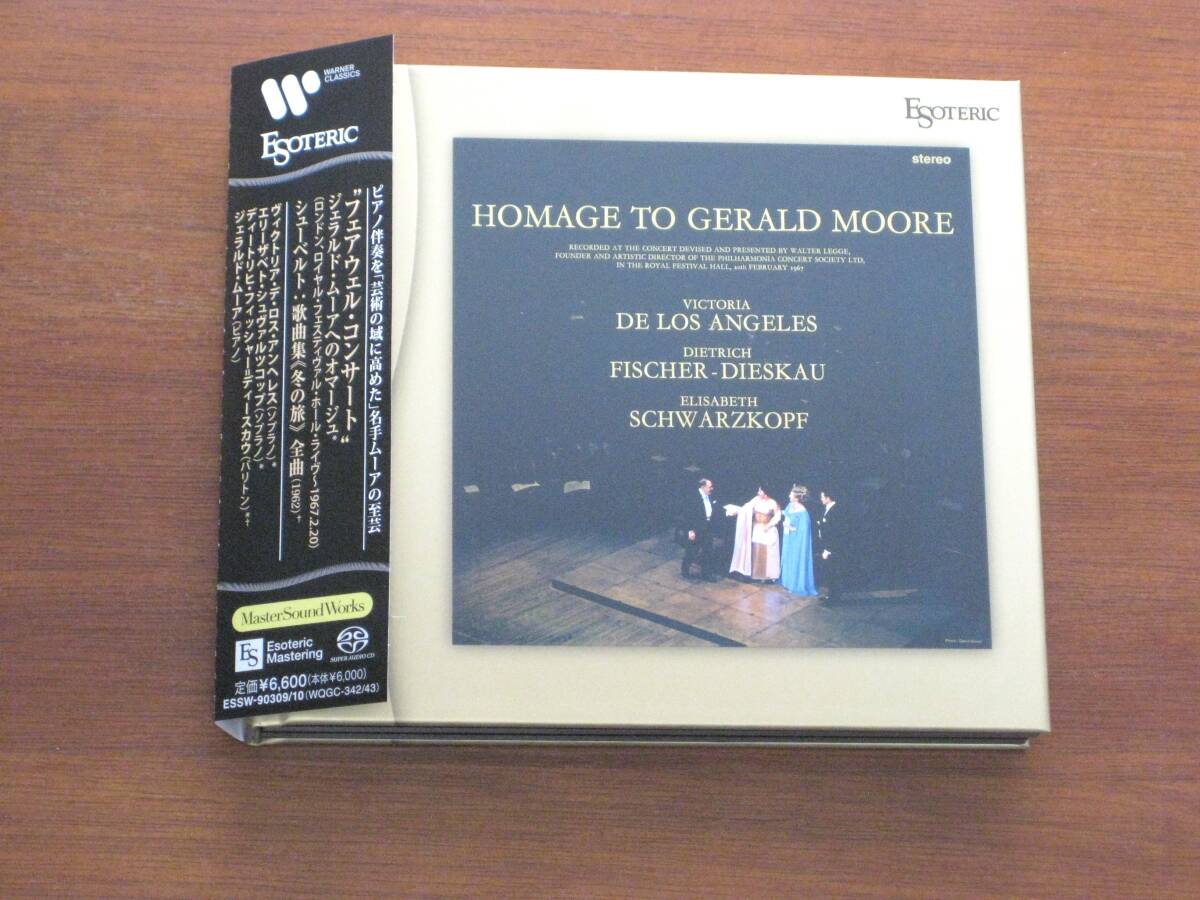 WARNER
CLASSICS
ESOTERIC
ピアノ伴奏を「芸術の域に高めた」名手ムーアの至芸
"フェアウェル・コンサート"
ジェラルド・ムーアへのオマージュ*
(ロンドン、ロイヤル・フェスティヴァル・ホール・ライヴ〜1967.2.20)
シューベルト:歌曲集《冬の旅》 全曲(1962)†
ヴィクトリア・デ・ロス・アンヘレス(ソプラノ)*
エリーザベト・シュヴァルツコップ(ソプラノ)*
ディートリヒ・フィッシャー=ディースカウ(バリトン)*†
ジェラルド・ムーア(ピアノ)
MasterSoundWorks
ES
Esoteric
Mastering
SUPER AUDIO CD
定価¥6,600(本体¥6,000)
ESSW-90309/10(WQGC-342/43)
ESOTERIC
stereo
HOMAGE TO GERALD MOORE
RECORDED AT THE CONCERT DEVISED AND PRESENTED BY WALTER LEGGE,
FOUNDER AND ARTISTIC DIRECTOR OF THE PHILHARMONIA CONCERT SOCIETY LTD,
IN THE ROYAL FESTIVAL HALL, 20th FEBRUARY 1967
VICTORIA
DE LOS ANGELES
DIETRICH
FISCHER-DIESKAU
ELISABETH
SCHWARZKOPF